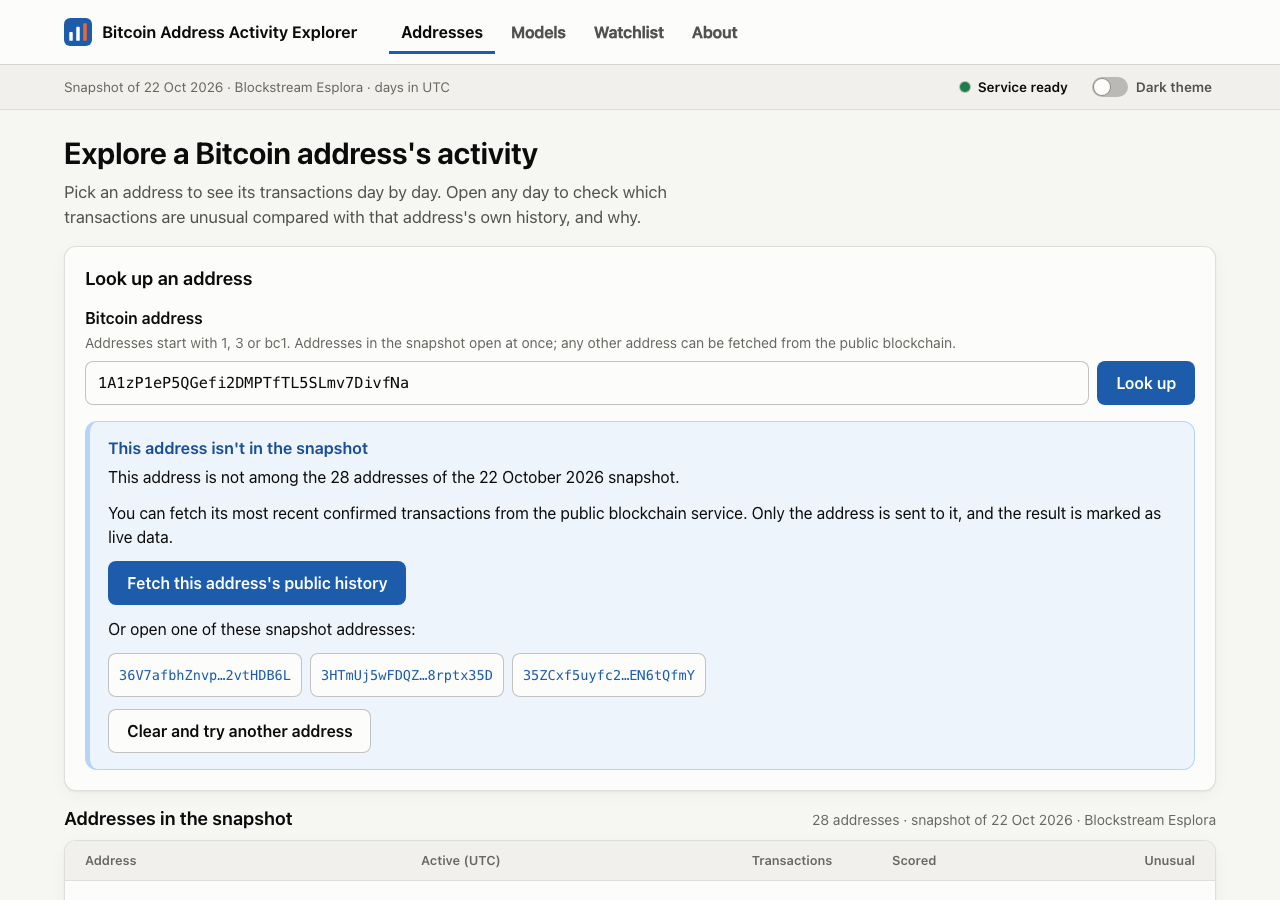 Bitcoin Address Activity Explorer
Addresses
Models
Watchlist
About
Snapshot of 22 Oct 2026 · Blockstream Esplora · days in UTC
Service ready
Dark theme
Explore a Bitcoin address's activity
Pick an address to see its transactions day by day. Open any day to check which
transactions are unusual compared with that address's own history, and why.
Look up an address
Bitcoin address
Addresses start with 1, 3 or bc1. Addresses in the snapshot open at once; any other address can be fetched from the public blockchain.
1A1zP1eP5QGefi2DMPTfTL5SLmv7DivfNa
Look up
This address isn't in the snapshot
This address is not among the 28 addresses of the 22 October 2026 snapshot.
You can fetch its most recent confirmed transactions from the public blockchain service. Only the address is sent to it, and the result is marked as
live data.
Fetch this address's public history
Or open one of these snapshot addresses:
36V7afbhZnvp…2vtHDB6L
3HTmUj5wFDQZ…8rptx35D
35ZCxf5uyfc2…EN6tQfmY
Clear and try another address
Addresses in the snapshot
28 addresses · snapshot of 22 Oct 2026 · Blockstream Esplora
Address
Active (UTC)
Transactions
Scored
Unusual